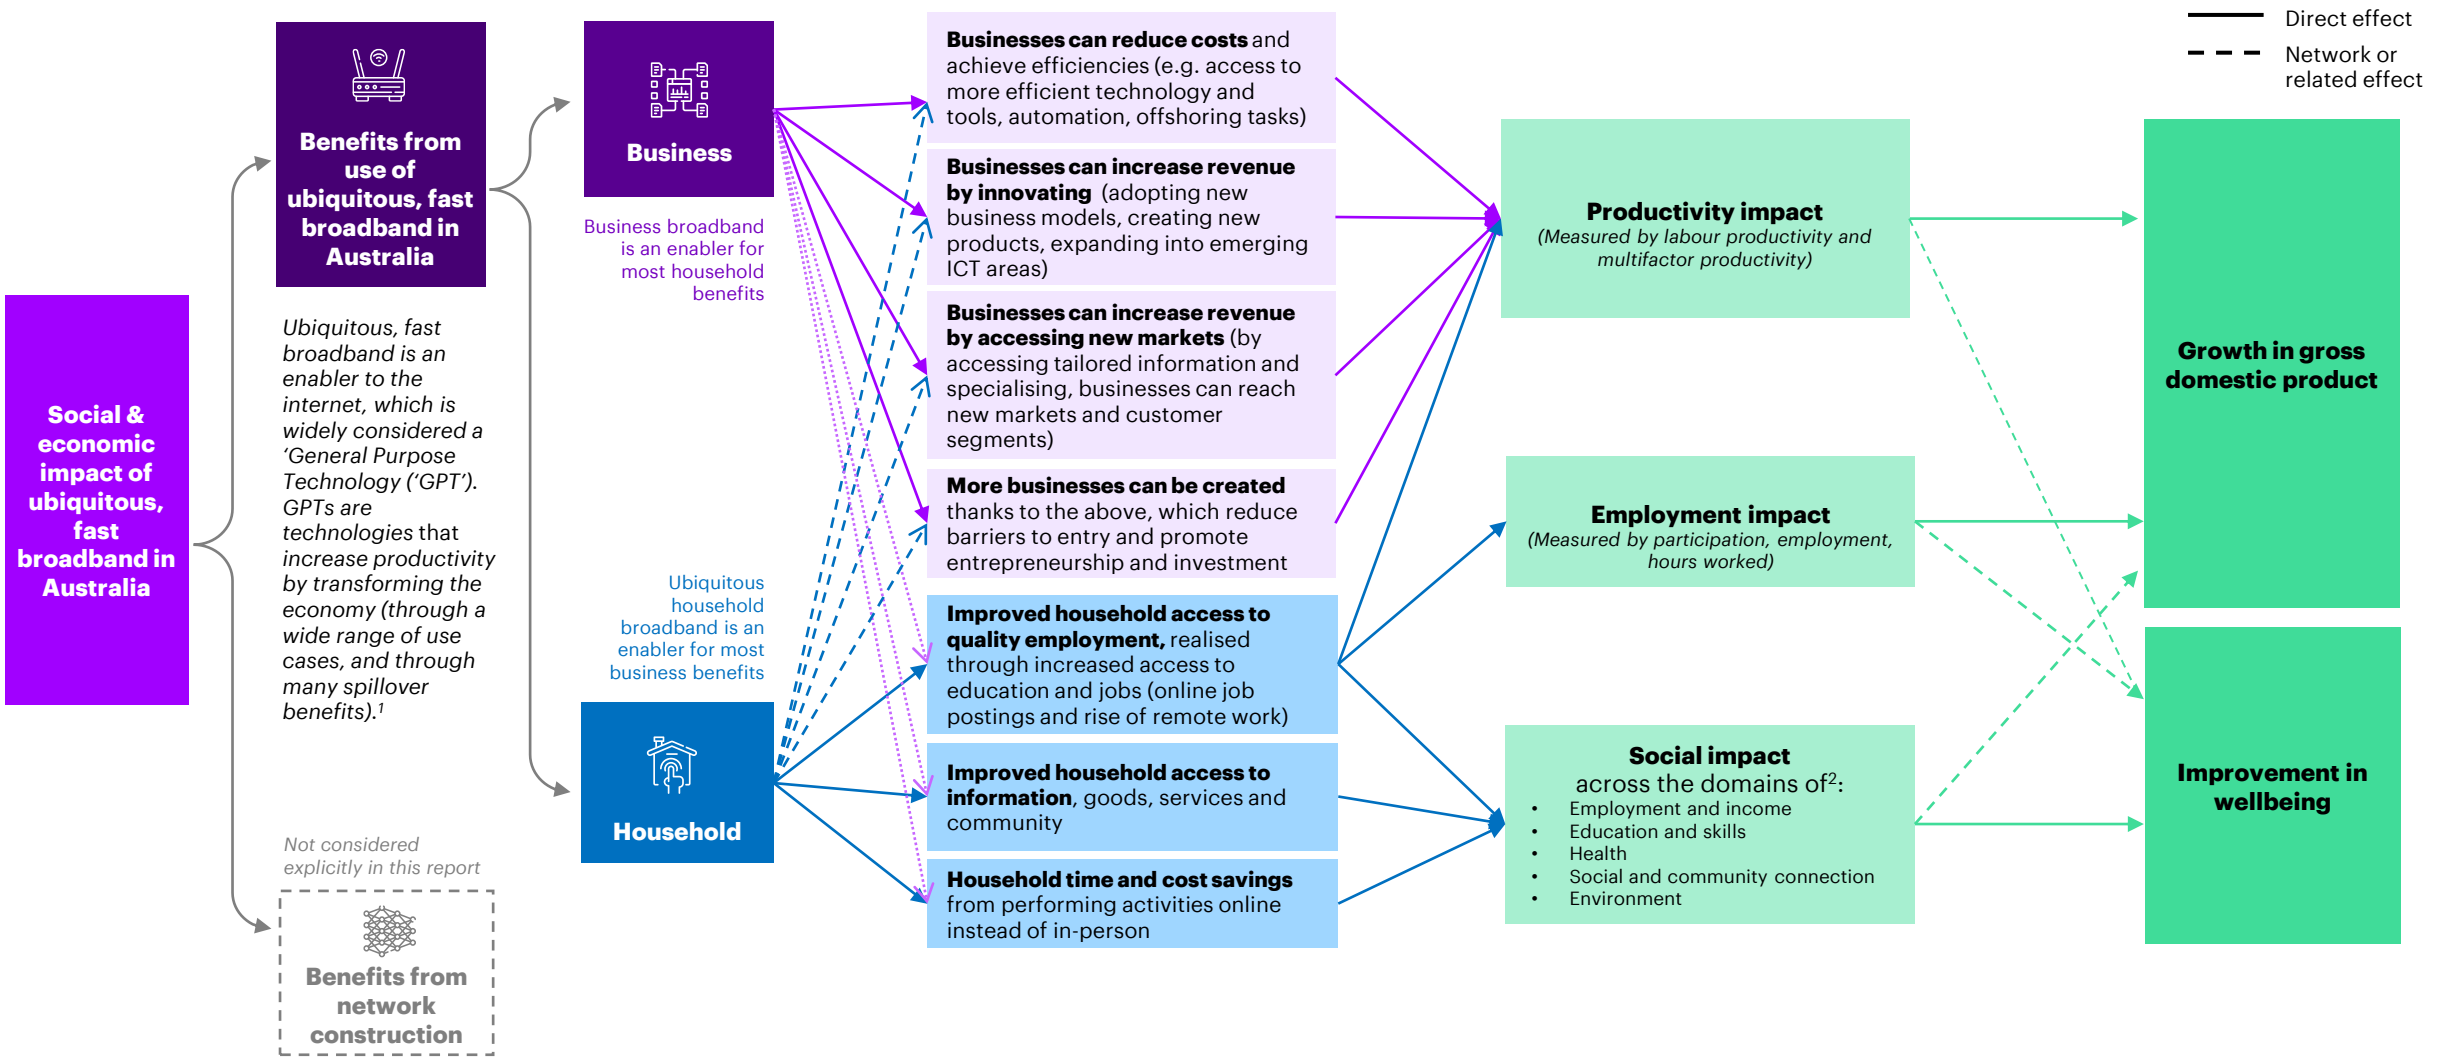 Direct effect
Network or
related effect
Social &
economic
impact of
ubiquitous,
fast
broadband in
Australia
Benefits from
use of
ubiquitous, fast
broadband in
Australia
Ubiquitous, fast
broadband is an
enabler to the
internet, which is
widely considered a
‘General Purpose
Technology (‘GPT’).
GPTs are
technologies that
increase productivity
by transforming the
economy (through a
wide range of use
cases, and through
many spillover
benefits).¹
Not considered
explicitly in this report
Benefits from
network
construction
Business
Business broadband
is an enabler for
most household
benefits
Ubiquitous
household
broadband is an
enabler for most
business benefits
Household
Businesses can reduce costs and
achieve efficiencies (e.g. access to
more efficient technology and
tools, automation, offshoring tasks)
Businesses can increase revenue
by innovating (adopting new
business models, creating new
products, expanding into emerging
ICT areas)
Businesses can increase revenue
by accessing new markets (by
accessing tailored information and
specialising, businesses can reach
new markets and customer
segments)
More businesses can be created
thanks to the above, which reduce
barriers to entry and promote
entrepreneurship and investment
Improved household access to
quality employment, realised
through increased access to
education and jobs (online job
postings and rise of remote work)
Improved household access to
information, goods, services and
community
Household time and cost savings
from performing activities online
instead of in-person
Productivity impact
(Measured by labour productivity and
multifactor productivity)
Employment impact
(Measured by participation, employment,
hours worked)
Social impact
across the domains of²:
• Employment and income
• Education and skills
• Health
• Social and community connection
• Environment
Growth in gross
domestic product
Improvement in
wellbeing